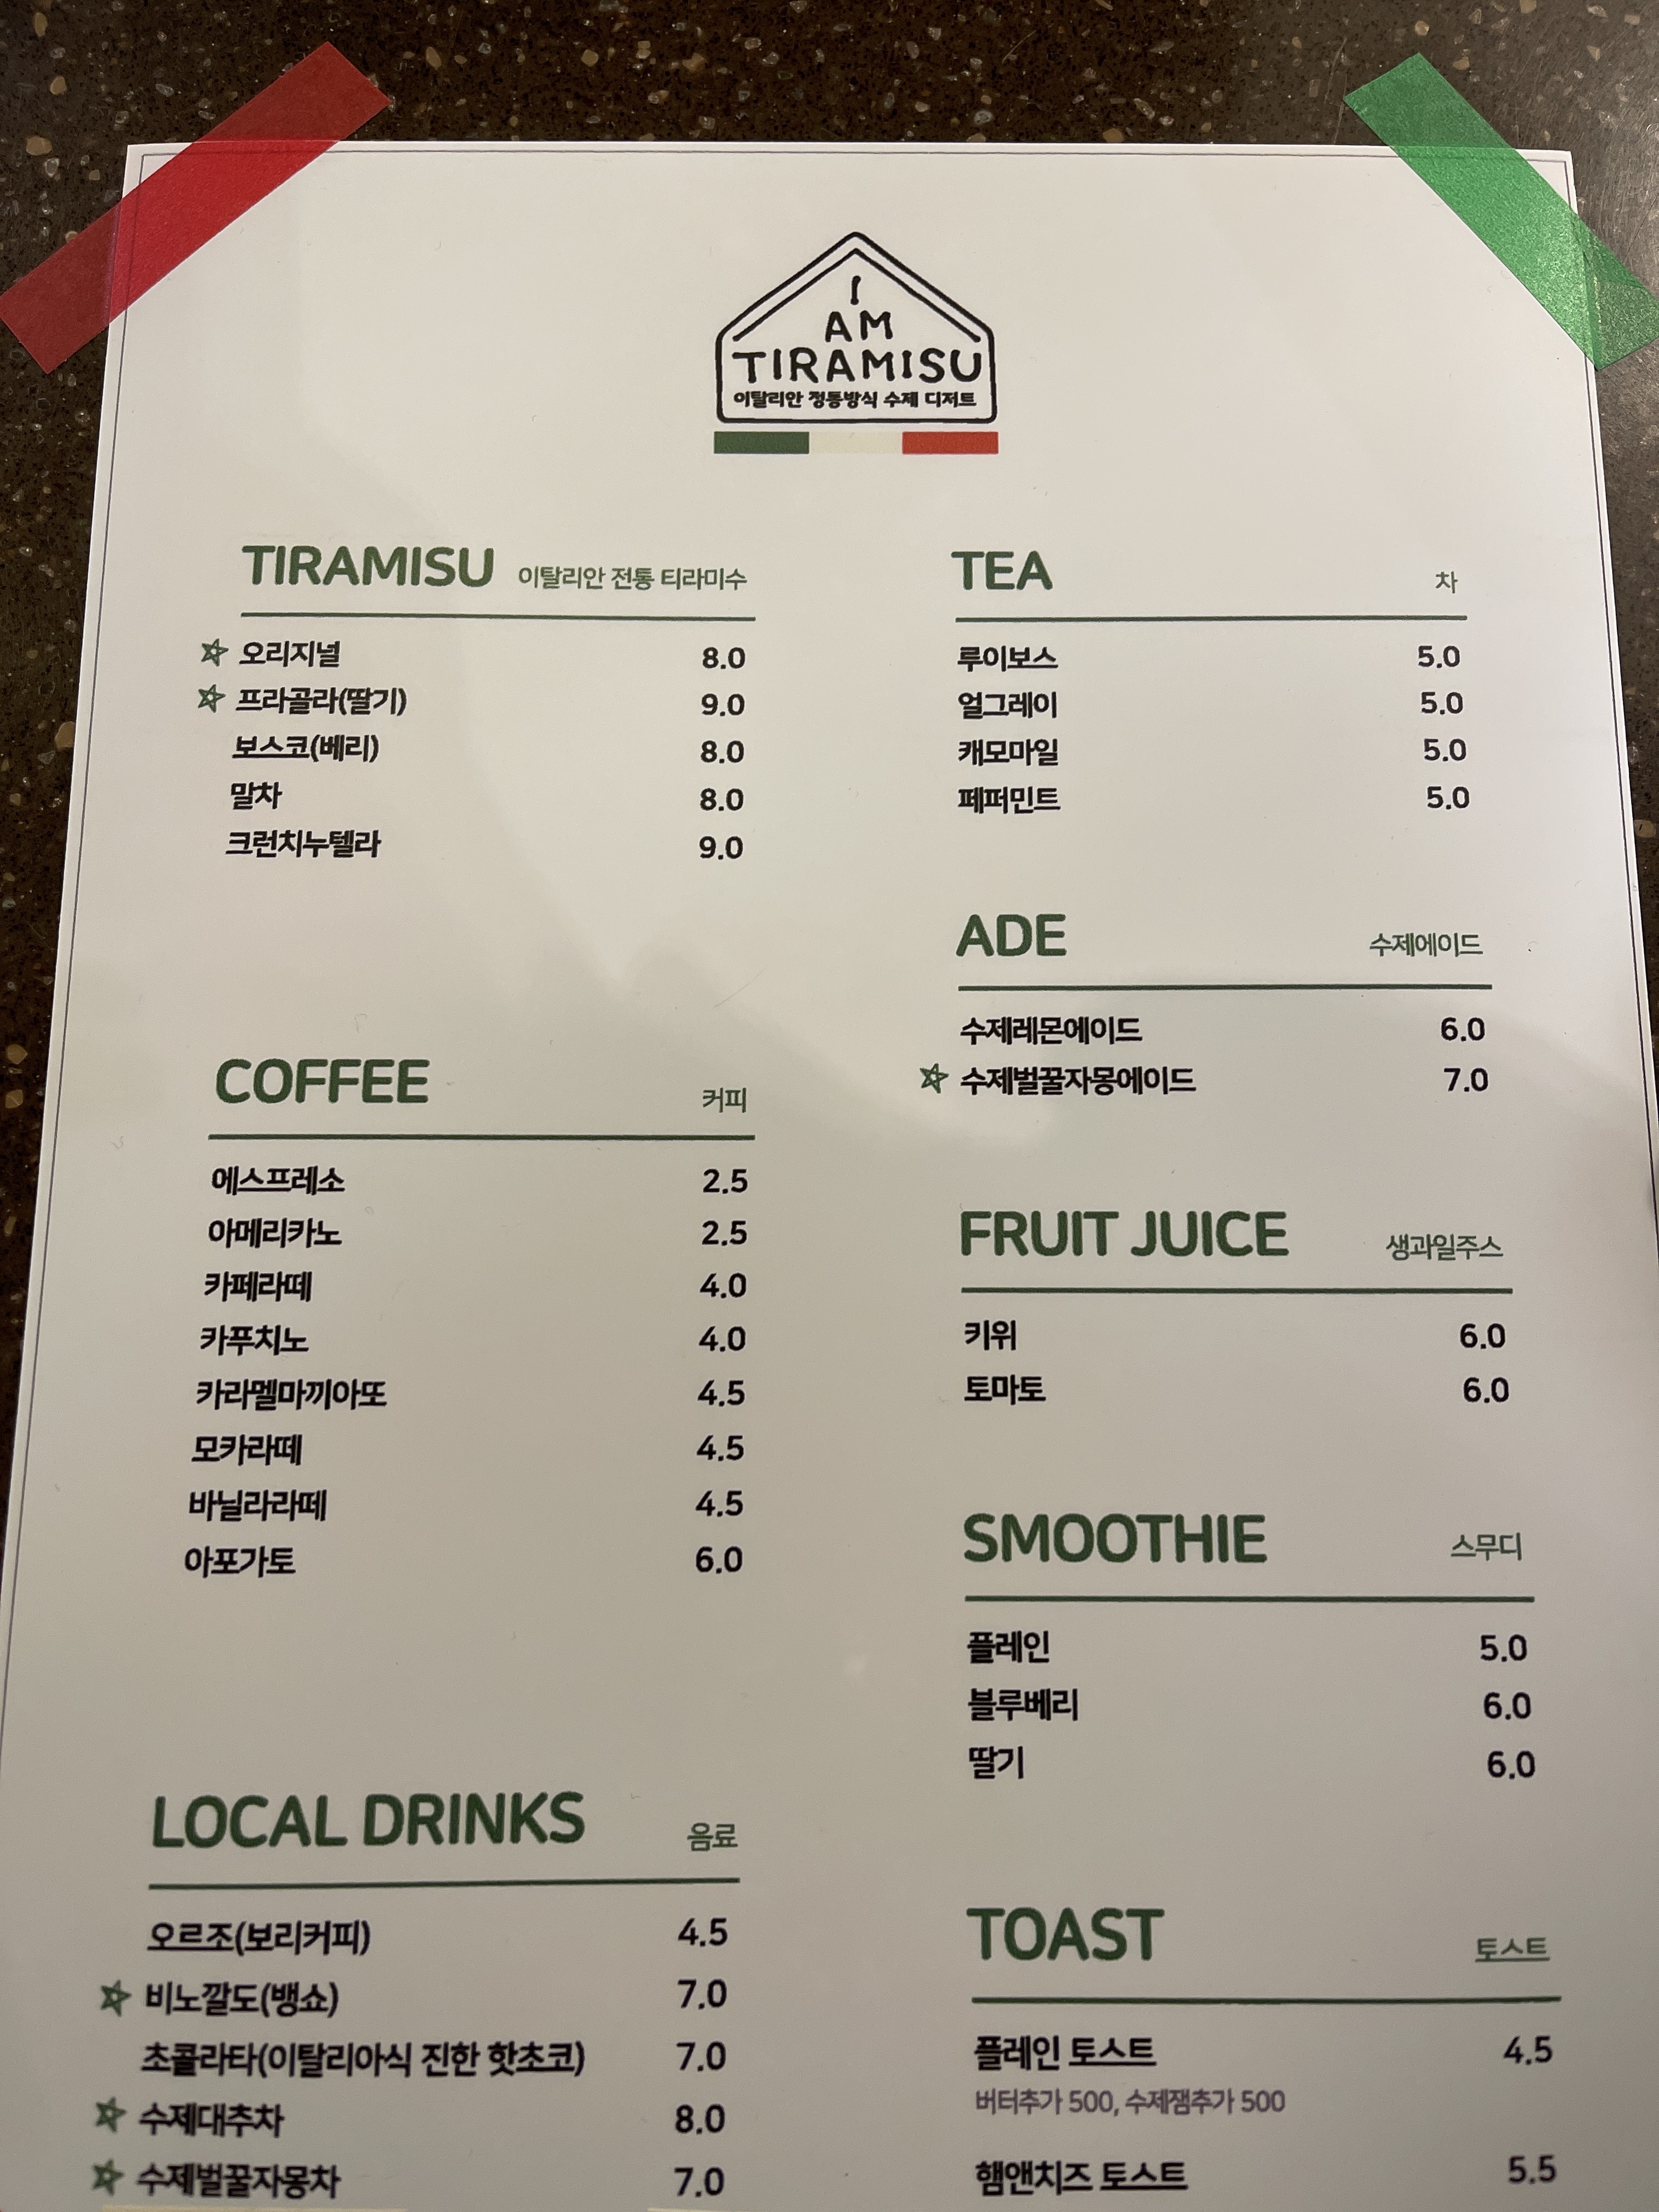 I
AM
TIRAMISU
이탈리안 정통방식 수제 디저트
TIRAMISU 이탈리안 전통 티라미수
오리지널 8.0
프라골라(딸기) 9.0
보스코(베리) 8.0
말차 8.0
크런치누텔라 9.0
COFFEE 커피
에스프레소 2.5
아메리카노 2.5
카페라떼 4.0
카푸치노 4.0
카라멜마끼아또 4.5
모카라떼 4.5
바닐라라떼 4.5
아포가토 6.0
LOCAL DRINKS 음료
오르조(보리커피) 4.5
비노깔도(뱅쇼) 7.0
초콜라타(이탈리아식 진한 핫초코) 7.0
수제대추차 8.0
수제벌꿀자몽차 7.0
TEA 차
루이보스 5.0
얼그레이 5.0
캐모마일 5.0
페퍼민트 5.0
ADE 수제에이드
수제레몬에이드 6.0
수제벌꿀자몽에이드 7.0
FRUIT JUICE 생과일주스
키위 6.0
토마토 6.0
SMOOTHIE 스무디
플레인 5.0
블루베리 6.0
딸기 6.0
TOAST 토스트
플레인 토스트 4.5
버터추가 500, 수제잼추가 500
햄앤치즈 토스트 5.5